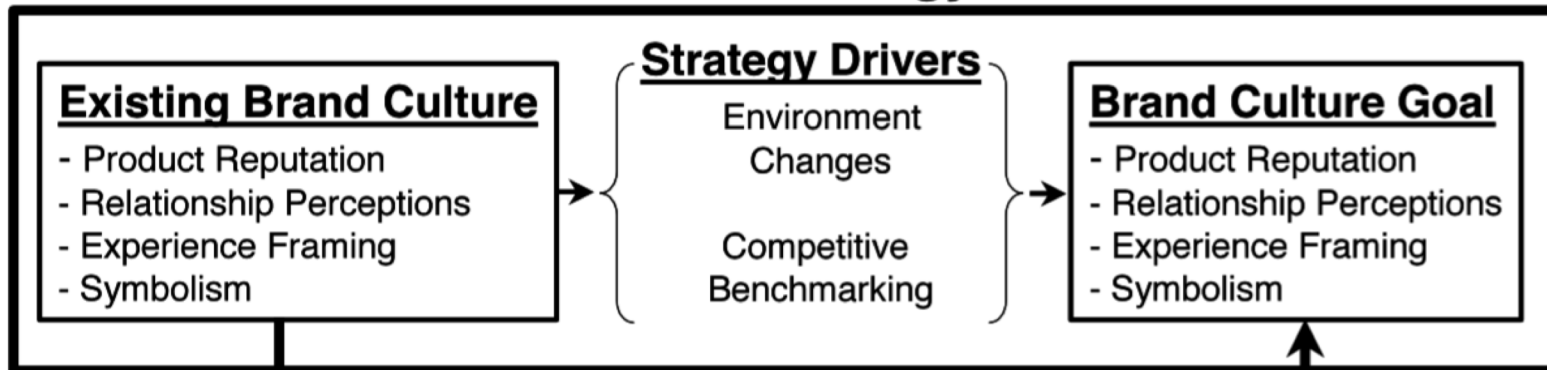 Existing Brand Culture
- Product Reputation
- Relationship Perceptions
- Experience Framing
- Symbolism
Strategy Drivers
Environment
Changes
Competitive
Benchmarking
Brand Culture Goal
- Product Reputation
- Relationship Perceptions
- Experience Framing
- Symbolism